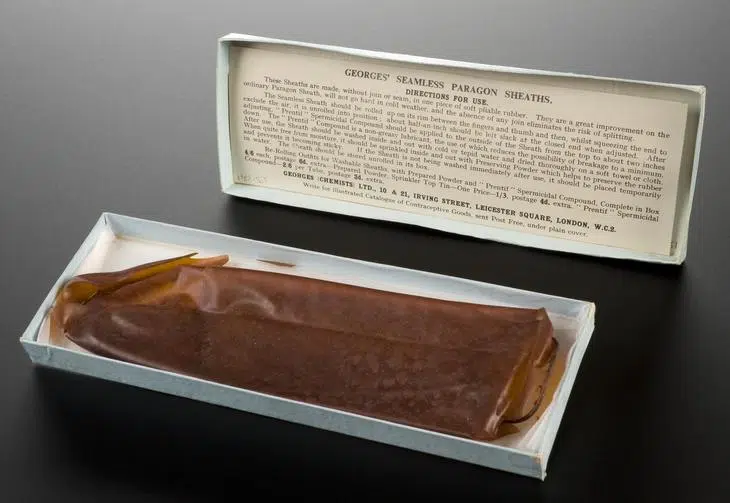 GEORGES' SEAMLESS PARAGON SHEATHS.
DIRECTIONS FOR USE.
These Sheaths are made, without join or seam, in one piece of soft pliable rubber. They are a great improvement on the
ordinary Paragon Sheath, will not go hard in cold weather, and the absence of any join eliminates the risk of splitting.
The Seamless Sheath should be rolled up on its rim between the fingers and thumb and then, whilst squeezing the end to
exclude the air, it is unrolled into position; about half-an-inch should be left slack at the closed end when adjusted. After
adjusting, "Prentif" Spermicidal Compound should be applied to the outside of the Sheath from the top to about two inches
down. The "Prentif" Compound is a non-greasy lubricant, the use of which reduces the possibility of breakage to a minimum.
After use, the Sheath should be washed inside and out with cold or tepid water and dried thoroughly on a soft towel or cloth.
When quite free from moisture, it should be sprinkled inside and out with Preserving Powder which helps to preserve the rubber
and prevent it becoming sticky. If the Sheath is not being washed immediately after use, it should be placed temporarily
in water. The Sheath should be stored unrolled in its box.
Re-Rolling Outfits for Washable Sheaths, with Prepared Powder and "Prentif" Spermicidal Compound, Complete in Box
4/6 each, postage 6d. extra. Prepared Powder, Sprinkler Top Tin—One Price—1/3, postage 4d. extra. "Prentif" Spermicidal
Compound—2/6 per Tube, postage 3d. extra.
GEORGES (CHEMISTS) LTD., 10 & 21, IRVING STREET, LEICESTER SQUARE, LONDON, W.C.2.
Write for Illustrated Catalogue of Contraceptive Goods, sent Post Free, under plain cover.